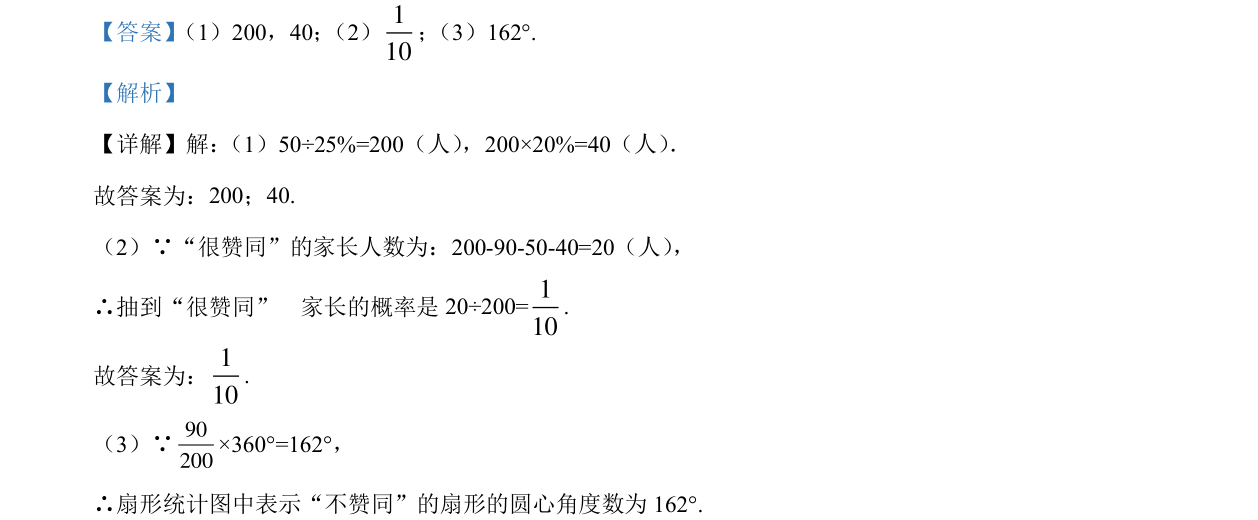 【答案】（1）200，40；（2）1/10；（3）162°.
【解析】
【详解】解：（1）50÷25%=200（人），200×20%=40（人）.
故答案为：200；40.
（2）∵“很赞同”的家长人数为：200-90-50-40=20（人），
∴抽到“很赞同” 家长的概率是 20÷200=1/10.
故答案为：1/10.
（3）∵90/200×360°=162°，
∴扇形统计图中表示“不赞同”的扇形的圆心角度数为 162°.